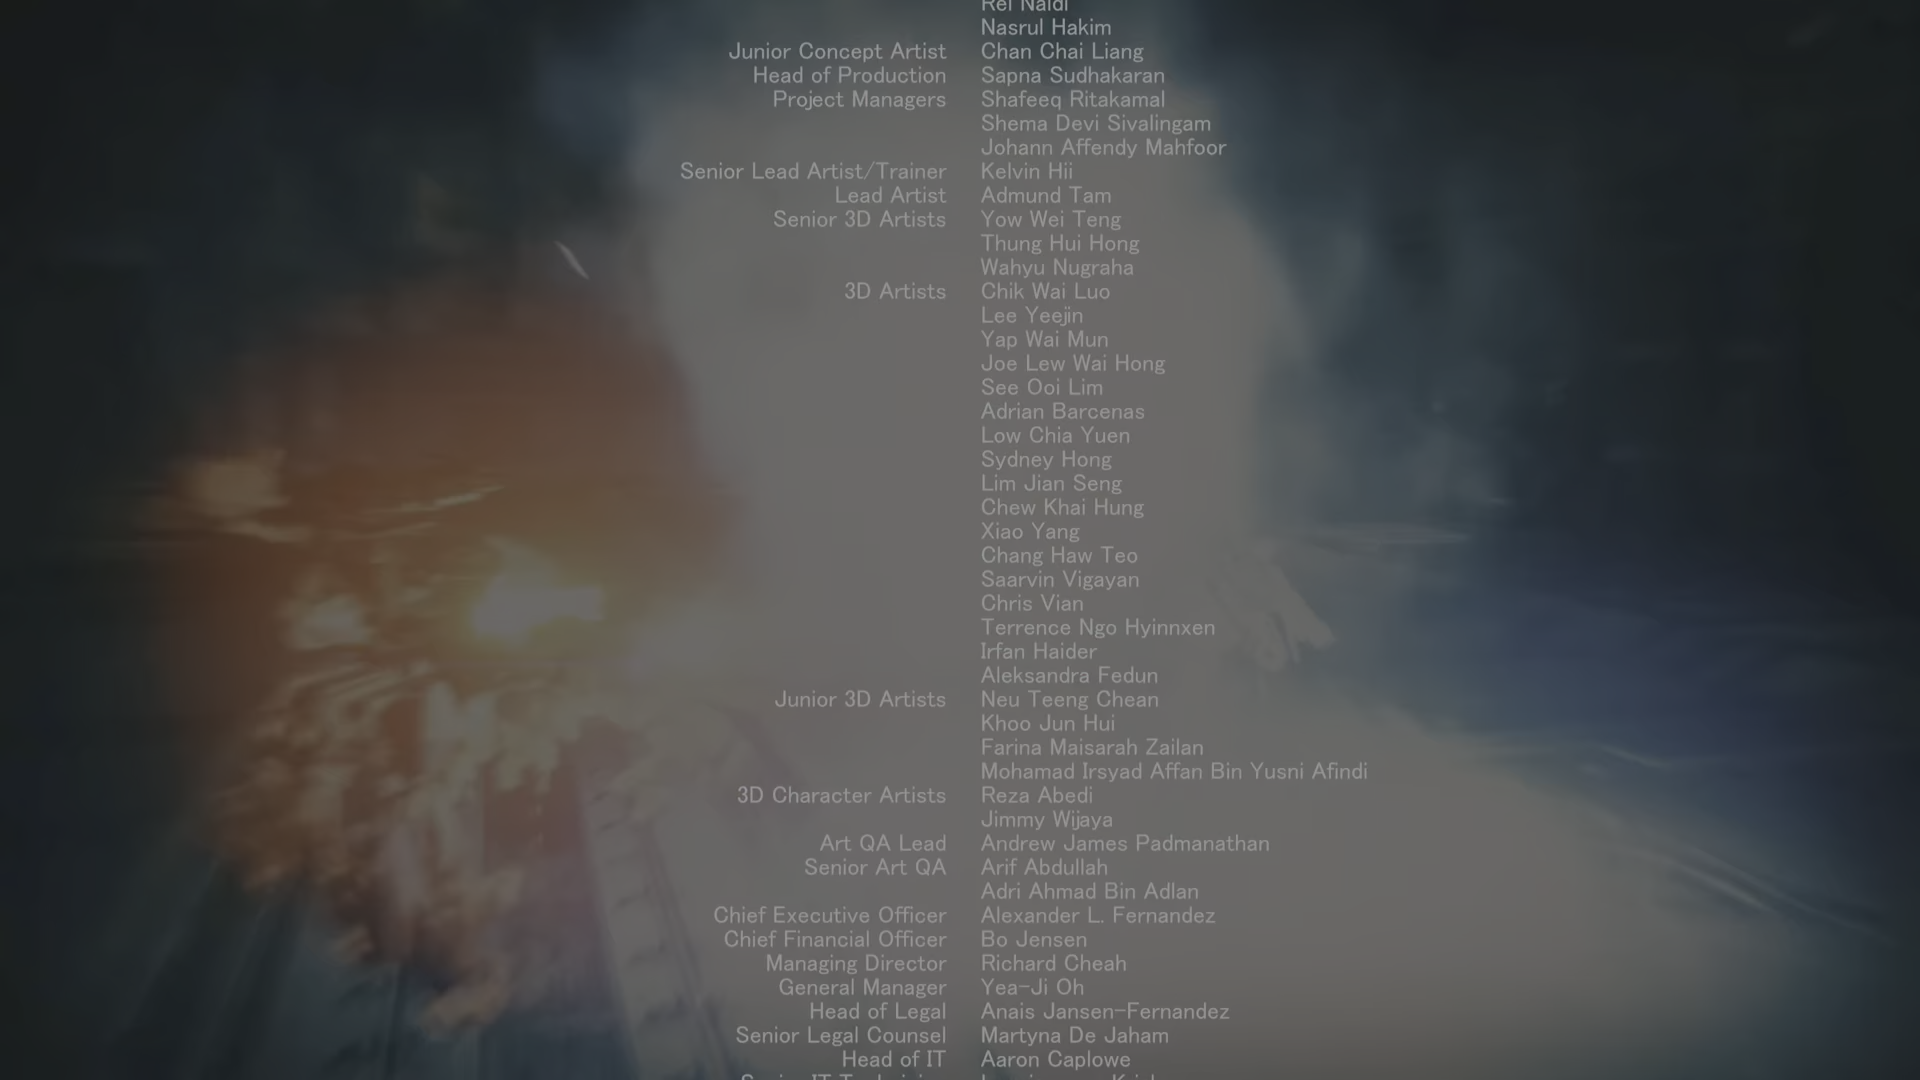 Rei Naldi
Nasrul Hakim
Junior Concept Artist Chan Chai Liang
Head of Production Sapna Sudhakaran
Project Managers Shafeeq Ritakamal
Shema Devi Sivalingam
Johann Affendy Mahfoor
Senior Lead Artist/Trainer Kelvin Hii
Lead Artist Admund Tam
Senior 3D Artists Yow Wei Teng
Thung Hui Hong
Wahyu Nugraha
3D Artists Chik Wai Luo
Lee Yeejin
Yap Wai Mun
Joe Lew Wai Hong
See Ooi Lim
Adrian Barcenas
Low Chia Yuen
Sydney Hong
Lim Jian Seng
Chew Khai Hung
Xiao Yang
Chang Haw Teo
Saarvin Vigayan
Chris Vian
Terrence Ngo Hyinnxen
Irfan Haider
Aleksandra Fedun
Junior 3D Artists Neu Teeng Chean
Khoo Jun Hui
Farina Maisarah Zailan
Mohamad Irsyad Affan Bin Yusni Afindi
3D Character Artists Reza Abedi
Jimmy Wijaya
Art QA Lead Andrew James Padmanathan
Senior Art QA Arif Abdullah
Adri Ahmad Bin Adlan
Chief Executive Officer Alexander L. Fernandez
Chief Financial Officer Bo Jensen
Managing Director Richard Cheah
General Manager Yea-Ji Oh
Head of Legal Anais Jansen-Fernandez
Senior Legal Counsel Martyna De Jaham
Head of IT Aaron Caplowe